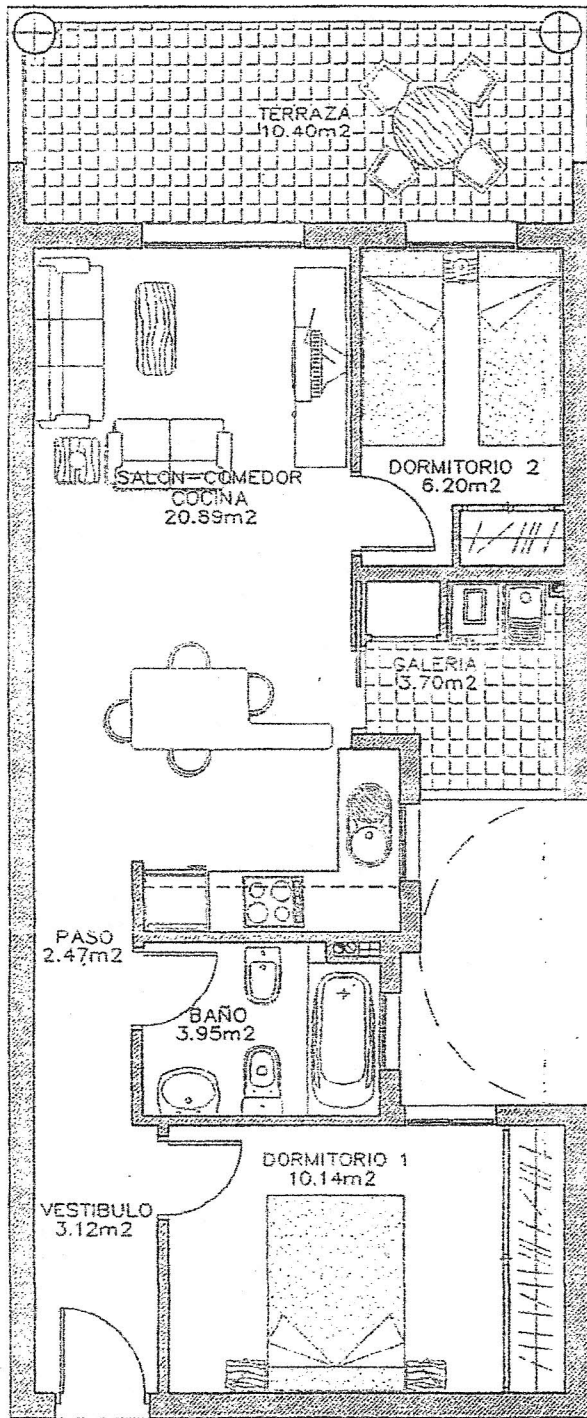 TERRAZA
10.40m2
DORMITORIO 2
6.20m2
SALON-COMEDOR
COCINA
20.89m2
GALERIA
3.70m2
PASO
2.47m2
BAÑO
3.95m2
DORMITORIO 1
10.14m2
VESTIBULO
3.12m2